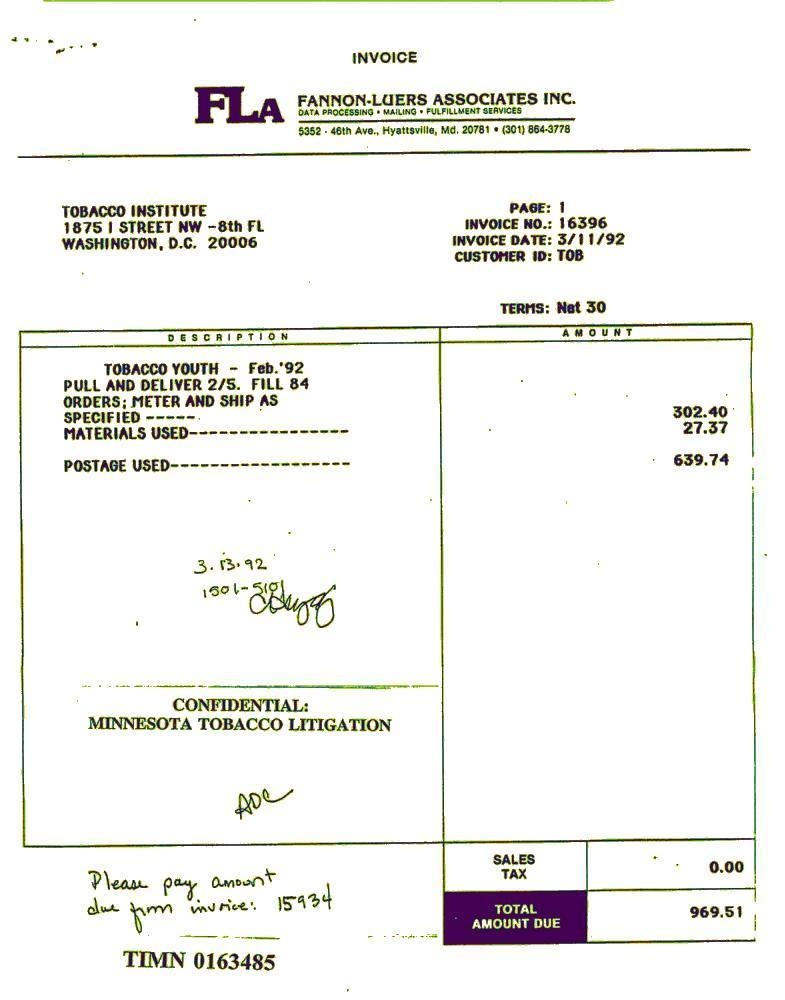 INVOICE
FLA FANNON-LUERS ASSOCIATES INC.
DATA PROCESSING • MAILING • FULFILLMENT SERVICES
5352 - 46th Ave., Hyattsville, Md. 20781 • (301) 864-3778
TOBACCO INSTITUTE
1875 I STREET NW -8th FL
WASHINGTON, D.C. 20006
PAGE: 1
INVOICE NO.: 16396
INVOICE DATE: 3/11/92
CUSTOMER ID: TOB
TERMS: Net 30
DESCRIPTION AMOUNT
TOBACCO YOUTH - Feb.'92
PULL AND DELIVER 2/5. FILL 84
ORDERS; METER AND SHIP AS
SPECIFIED ----- 302.40
MATERIALS USED----------------- 27.37
POSTAGE USED------------------- 639.74
3.13.92
1501-5101
CONFIDENTIAL:
MINNESOTA TOBACCO LITIGATION
ADC
SALES TAX 0.00
TOTAL AMOUNT DUE 969.51
Please pay amount
due from invoice: 15934
TIMN 0163485